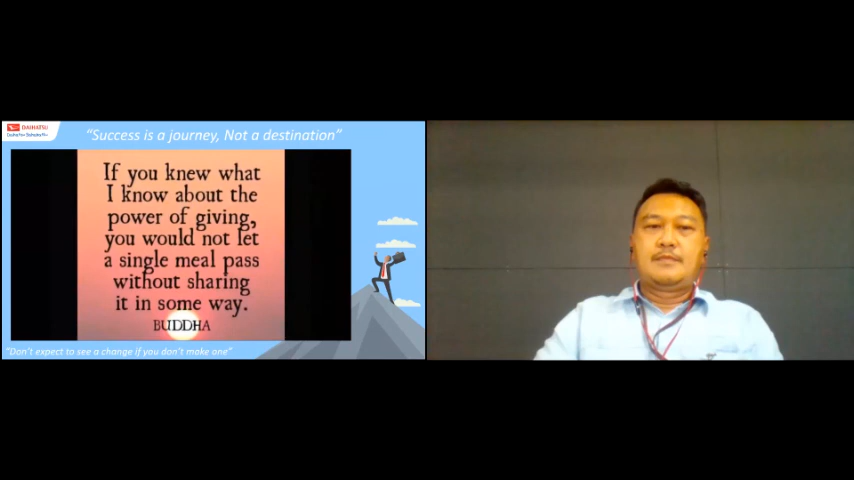 DAIHATSU
"Success is a journey, Not a destination"
If you knew what
I know about the
power of giving,
you would not let
a single meal pass
without sharing
it in some way.
BUDDHA
"Don't expect to see a change if you don't make one"